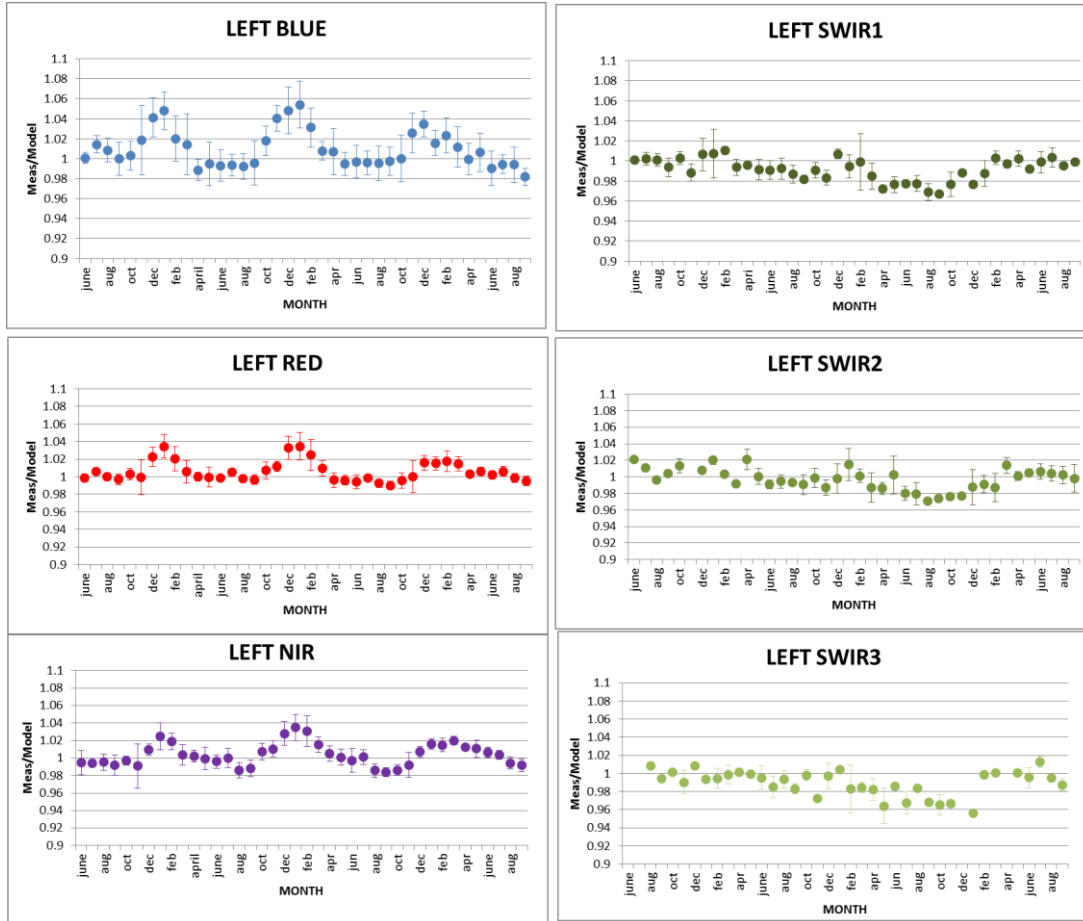 LEFT BLUE
1.1
1.08
1.06
1.04
1.02
1
0.98
0.96
0.94
0.92
0.9
Meas/Model
june aug oct dec feb april june aug oct dec feb apr jun aug oct dec feb apr june aug
MONTH
LEFT SWIR1
1.1
1.08
1.06
1.04
1.02
1
0.98
0.96
0.94
0.92
0.9
Meas/Model
june aug oct dec feb april june aug oct dec feb apr jun aug oct dec feb apr june aug
MONTH
LEFT RED
1.1
1.08
1.06
1.04
1.02
1
0.98
0.96
0.94
0.92
0.9
Meas/Model
june aug oct dec feb april june aug oct dec feb apr jun aug oct dec feb apr june aug
MONTH
LEFT SWIR2
1.1
1.08
1.06
1.04
1.02
1
0.98
0.96
0.94
0.92
0.9
Meas/Model
june aug oct dec feb apr june aug oct dec feb apr jun aug oct dec feb apr june aug
MONTH
LEFT NIR
1.1
1.08
1.06
1.04
1.02
1
0.98
0.96
0.94
0.92
0.9
Meas/Model
june aug oct dec feb april june aug oct dec feb apr jun aug oct dec feb apr june aug
MONTH
LEFT SWIR3
1.1
1.08
1.06
1.04
1.02
1
0.98
0.96
0.94
0.92
0.9
Meas/Model
june aug oct dec feb apr june aug oct dec feb apr june aug oct dec feb apr june aug
MONTH